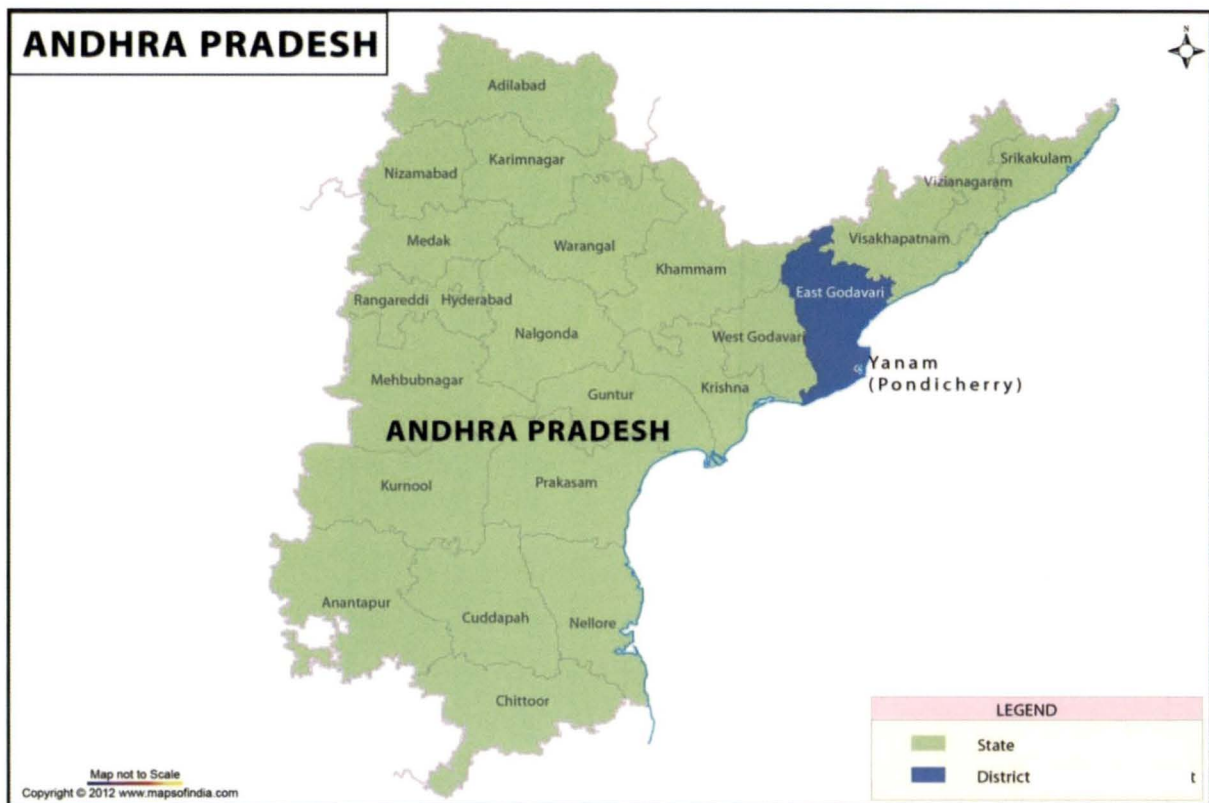 ANDHRA PRADESH
N
Adilabad
Karimnagar
Nizamabad
Srikakulam
Vizianagaram
Medak
Warangal
Visakhapatnam
Khammam
Rangareddi
Hyderabad
East Godavari
Nalgonda
West Godavari
Yanam
(Pondicherry)
Mehbubnagar
Guntur
Krishna
ANDHRA PRADESH
Kurnool
Prakasam
Anantapur
Cuddapah
Nellore
Chittoor
LEGEND
State
District
t
Map not to Scale
Copyright © 2012 www.mapsofindia.com